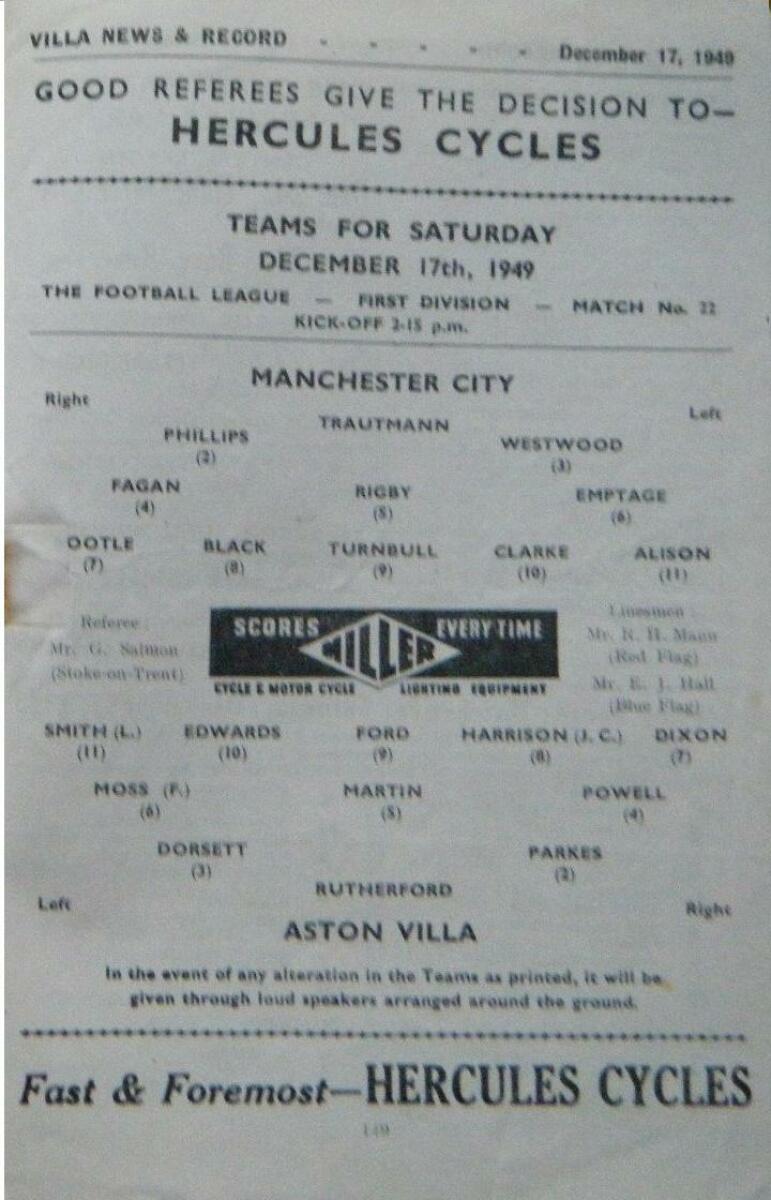 VILLA NEWS & RECORD - - - - - December 17, 1949
GOOD REFEREES GIVE THE DECISION TO—
HERCULES CYCLES
TEAMS FOR SATURDAY
DECEMBER 17th, 1949
THE FOOTBALL LEAGUE — FIRST DIVISION — MATCH No. 22
KICK-OFF 2-15 p.m.
MANCHESTER CITY
Right Left
TRAUTMANN
PHILLIPS WESTWOOD
(2) (3)
FAGAN RIGBY EMPTAGE
(4) (5) (6)
OOTLE BLACK TURNBULL CLARKE ALISON
(7) (8) (9) (10) (11)
Referee :
Mr. G. Salmon
(Stoke-on-Trent)
SCORES MILLER EVERY TIME
CYCLE & MOTOR CYCLE LIGHTING EQUIPMENT
Linesmen :
Mr. R. H. Mann
(Red Flag)
Mr. E. J. Hall
(Blue Flag)
SMITH (L.) EDWARDS FORD HARRISON (J. C.) DIXON
(11) (10) (9) (8) (7)
MOSS (F.) MARTIN POWELL
(6) (5) (4)
DORSETT PARKES
(3) (2)
RUTHERFORD
Left Right
ASTON VILLA
In the event of any alteration in the Teams as printed, it will be
given through loud speakers arranged around the ground.
Fast & Foremost—HERCULES CYCLES
149